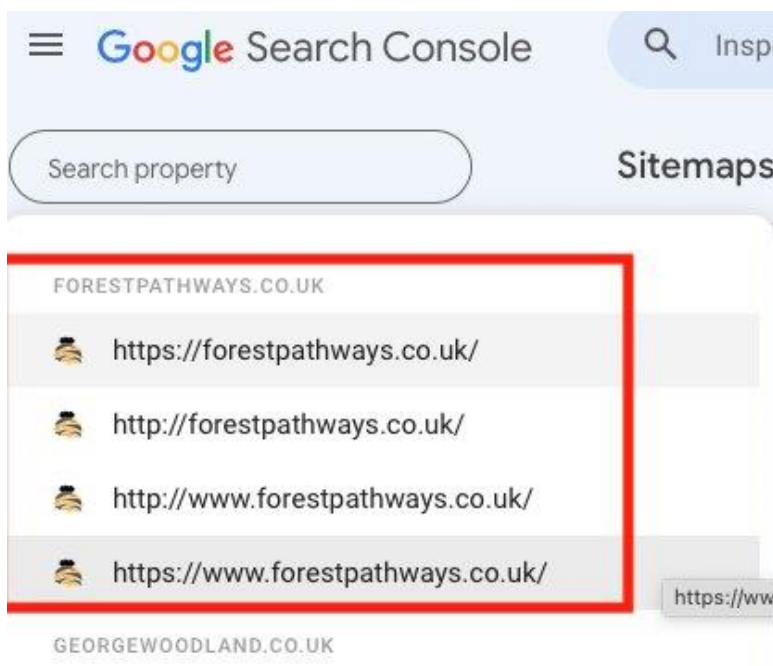 Google Search Console
Insp
Search property
Sitemaps
FORESTPATHWAYS.CO.UK
https://forestpathways.co.uk/
http://forestpathways.co.uk/
http://www.forestpathways.co.uk/
https://www.forestpathways.co.uk/
https://ww
GEORGEWOODLAND.CO.UK